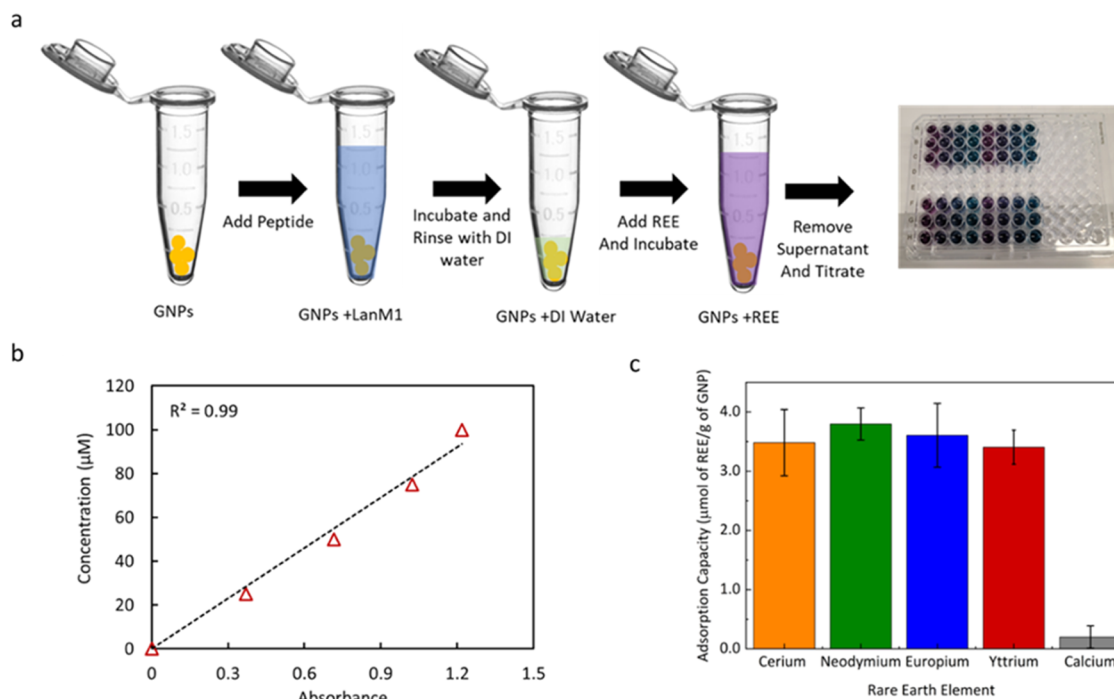 a
1.5
1.0
0.5
1.5
1.0
0.5
1.5
1.0
0.5
1.5
1.0
0.5
Add Peptide
Incubate and
Rinse with DI
water
Add REE
And Incubate
Remove
Supernatant
And Titrate
GNPs
GNPs +LanM1
GNPs +DI Water
GNPs +REE
b
R² = 0.99
Concentration (µM)
120
100
80
60
40
20
0
0
0.3
0.6
0.9
1.2
1.5
Absorbance
c
Adsorption Capacity (µmol of REE/g of GNP)
4.0
3.0
2.0
1.0
0.0
Cerium
Neodymium
Europium
Yttrium
Calcium
Rare Earth Element